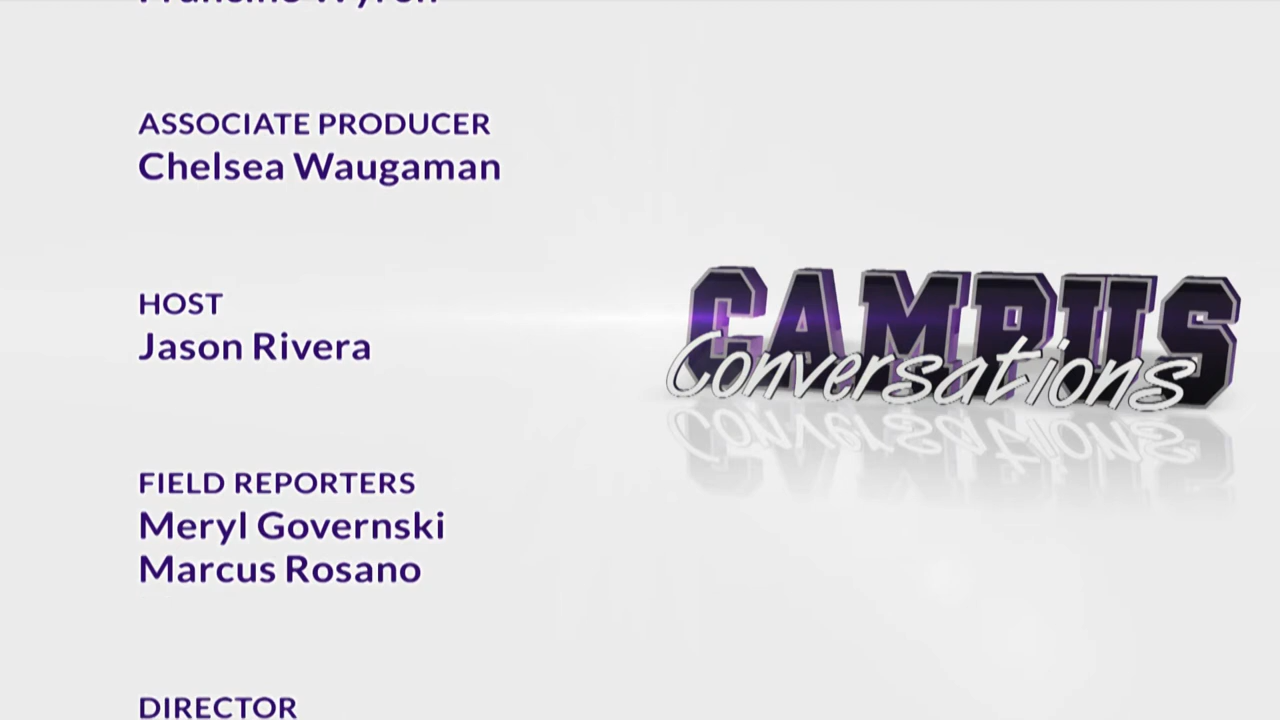 ASSOCIATE PRODUCER
Chelsea Waugaman
HOST
Jason Rivera
FIELD REPORTERS
Meryl Governski
Marcus Rosano
DIRECTOR
CAMPUS
Conversations